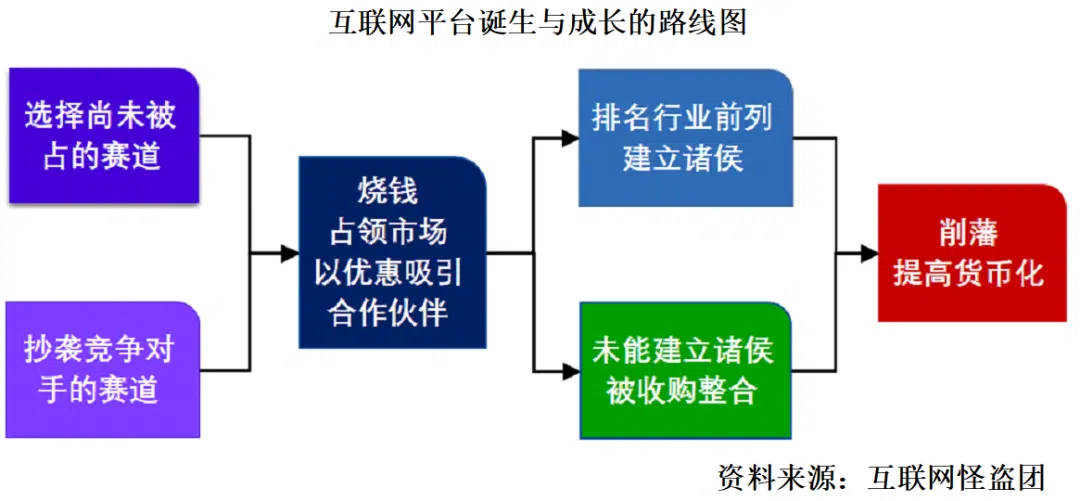 互联网平台诞生与成长的路线图
选择尚未被
占的赛道
抄袭竞争对
手的赛道
烧钱
占领市场
以优惠吸引
合作伙伴
排名行业前列
建立诸侯
未能建立诸侯
被收购整合
削藩
提高货币化
资料来源：互联网怪盗团